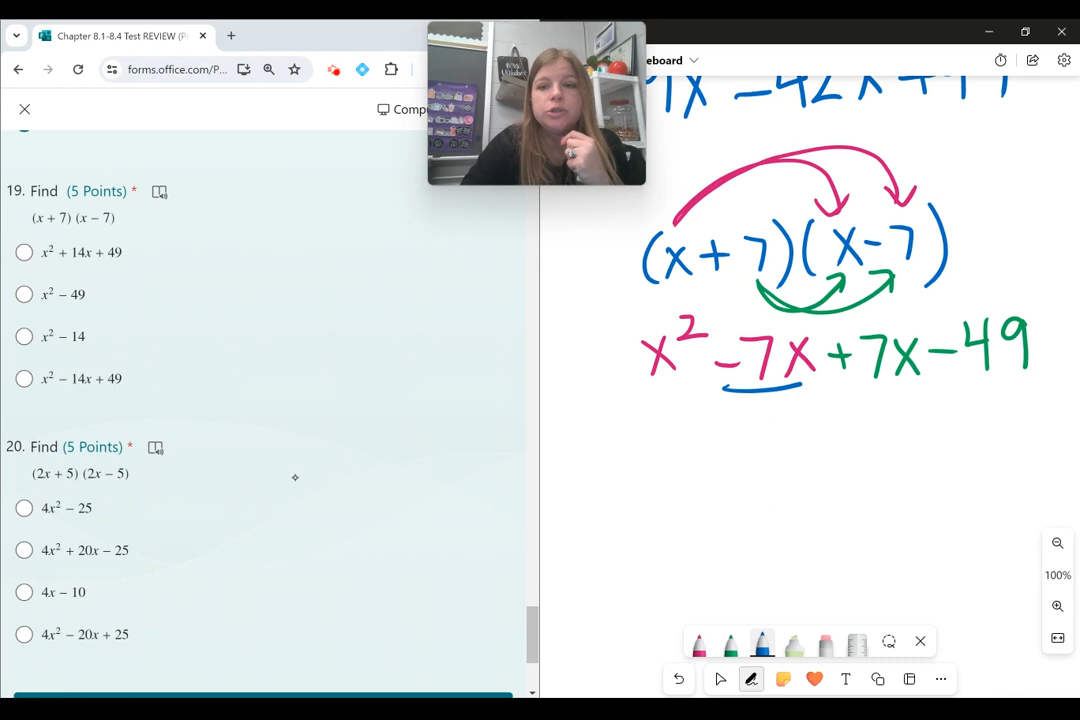 Chapter 8.1-8.4 Test REVIEW (P
forms.office.com/P...
Comp
eboard
19. Find (5 Points) *
(x + 7) (x − 7)
x² + 14x + 49
x² − 49
x² − 14
x² − 14x + 49
20. Find (5 Points) *
(2x + 5) (2x − 5)
4x² − 25
4x² + 20x − 25
4x − 10
4x² − 20x + 25
(x + 7)(x − 7)
x² − 7x + 7x − 49
100%
T